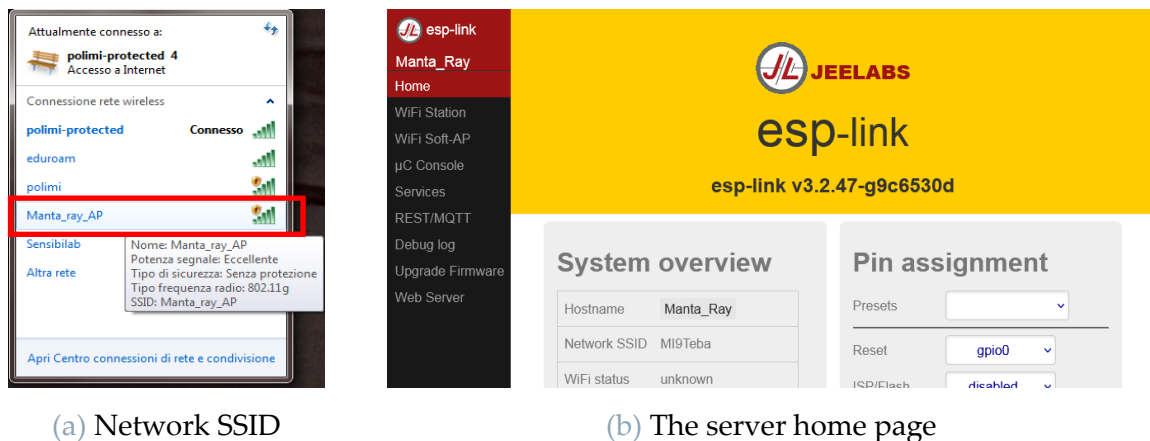 Attualmente connesso a:
polimi-protected 4
Accesso a Internet
Connessione rete wireless
polimi-protected Connesso
eduroam
polimi
Manta_ray_AP
Sensibilab
Altra rete
Nome: Manta_ray_AP
Potenza segnale: Eccellente
Tipo di sicurezza: Senza protezione
Tipo frequenza radio: 802.11g
SSID: Manta_ray_AP
Apri Centro connessioni di rete e condivisione
(a) Network SSID
JL esp-link
Manta_Ray
Home
WiFi Station
WiFi Soft-AP
µC Console
Services
REST/MQTT
Debug log
Upgrade Firmware
Web Server
JL JEELABS
esp-link
esp-link v3.2.47-g9c6530d
System overview
Hostname Manta_Ray
Network SSID MI9Teba
WiFi status unknown
Pin assignment
Presets
Reset gpio0
ISP/Flash disabled
(b) The server home page